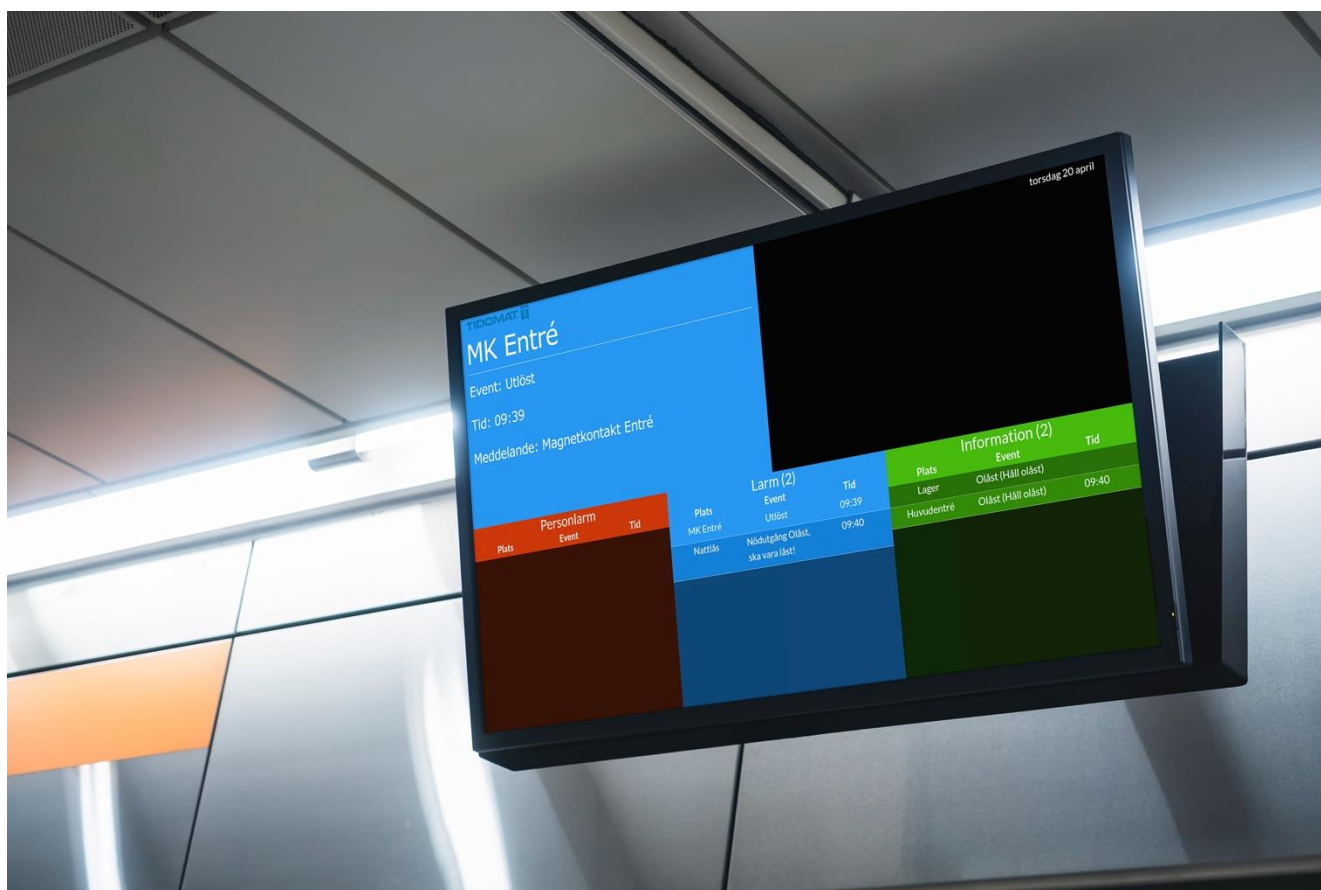 torsdag 20 april
TIDOMAT
MK Entré
Event: Utlöst
Tid: 09:39
Meddelande: Magnetkontakt Entré
Personlarm
Plats Event Tid
Larm (2)
Plats Event Tid
MK Entré Utlöst 09:39
Nattlås Nödutgång Olåst, 09:40
ska vara låst!
Information (2)
Plats Event Tid
Lager Olåst (Håll olåst)
Huvudentré Olåst (Håll olåst) 09:40